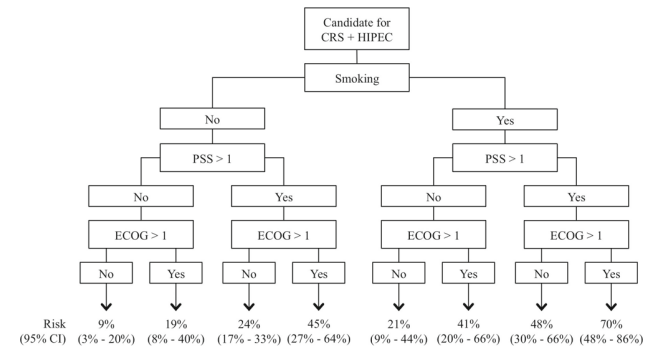 Candidate for
CRS + HIPEC
Smoking
No Yes
PSS > 1 PSS > 1
No Yes No Yes
ECOG > 1 ECOG > 1 ECOG > 1 ECOG > 1
No Yes No Yes No Yes No Yes
Risk 9% 19% 24% 45% 21% 41% 48% 70%
(95% CI) (3% - 20%) (8% - 40%) (17% - 33%) (27% - 64%) (9% - 44%) (20% - 66%) (30% - 66%) (48% - 86%)